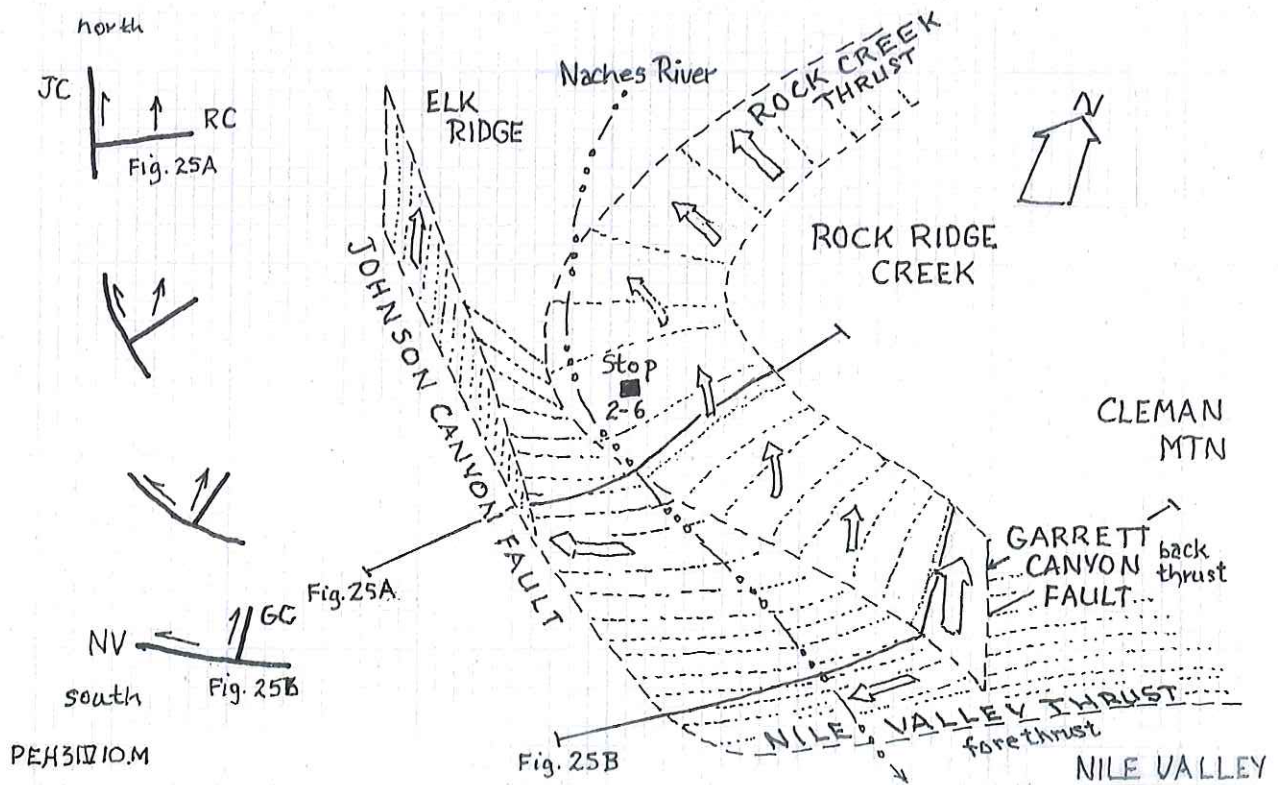 north
JC
RC
Fig. 25A
NV
GC
south
Fig. 25B
PEH3IV10.M
ELK
RIDGE
Naches River
ROCK CREEK
THRUST
N
ROCK RIDGE
CREEK
JOHNSON CANYON FAULT
Stop
2-6
CLEMAN
MTN
GARRETT
CANYON
FAULT
back
thrust
Fig. 25A
Fig. 25B
NILE VALLEY THRUST
forethrust
NILE VALLEY